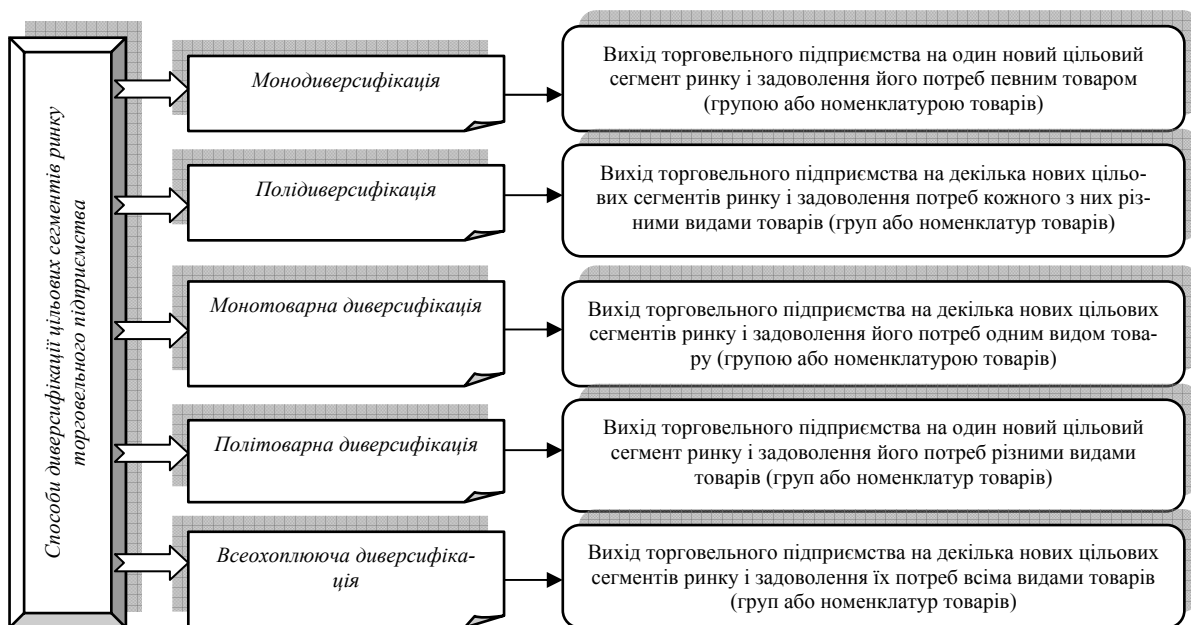 Способи диверсифікації цільових сегментів ринку
торговельного підприємства
Монодиверсифікація
Вихід торговельного підприємства на один новий цільовий
сегмент ринку і задоволення його потреб певним товаром
(групою або номенклатурою товарів)
Полідиверсифікація
Вихід торговельного підприємства на декілька нових цільо-
вих сегментів ринку і задоволення потреб кожного з них різ-
ними видами товарів (груп або номенклатур товарів)
Монотоварна диверсифікація
Вихід торговельного підприємства на декілька нових цільових
сегментів ринку і задоволення його потреб одним видом това-
ру (групою або номенклатурою товарів)
Політоварна диверсифікація
Вихід торговельного підприємства на один новий цільовий
сегмент ринку і задоволення його потреб різними видами
товарів (груп або номенклатур товарів)
Всеохоплююча диверсифіка-
ція
Вихід торговельного підприємства на декілька нових цільових
сегментів ринку і задоволення їх потреб всіма видами товарів
(груп або номенклатур товарів)